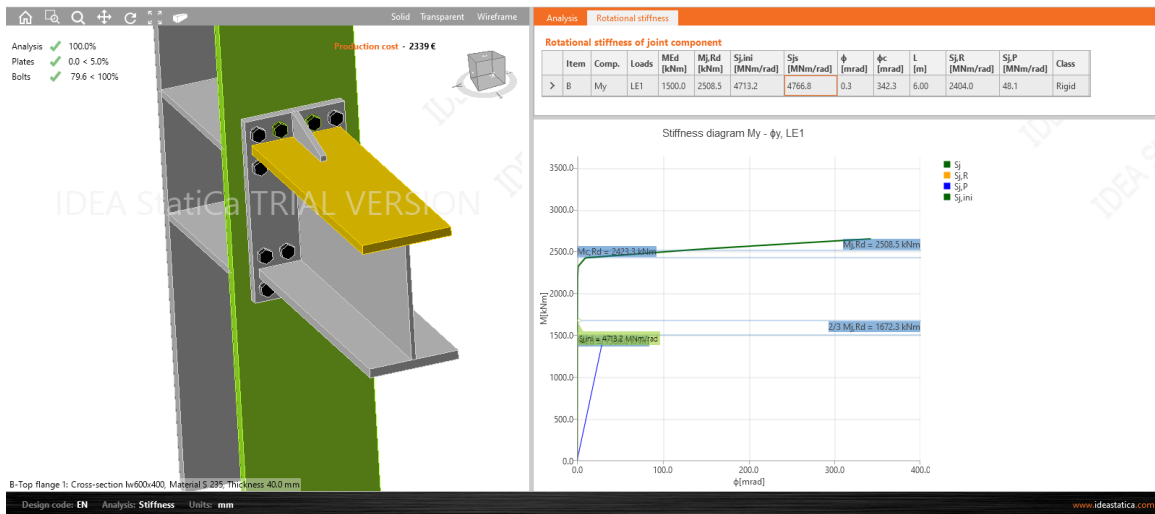 Solid Transparent Wireframe
Analysis 100.0%
Plates 0.0 < 5.0%
Bolts 79.6 < 100%
Production cost - 2339 €
IDEA StatiCa TRIAL VERSION
B-Top flange 1: Cross-section Iw600x400, Material S 235, Thickness 40.0 mm
Analysis Rotational stiffness
Rotational stiffness of joint component
Item Comp. Loads MEd [kNm] Mj,Rd [kNm] Sj,ini [MNm/rad] Sjs [MNm/rad] ϕ [mrad] ϕc [mrad] L [m] Sj,R [MNm/rad] Sj,P [MNm/rad] Class
> B My LE1 1500.0 2508.5 4713.2 4766.8 0.3 342.3 6.00 2404.0 48.1 Rigid
Stiffness diagram My - ϕy, LE1
Sj
Sj,R
Sj,P
Sj,ini
3500.0
3000.0
2500.0
2000.0
1500.0
1000.0
500.0
0.0
M[kNm]
Mj,Rd = 2508.5 kNm
Mc,Rd = 2423.3 kNm
2/3 Mj,Rd = 1672.3 kNm
Sj,ini = 4713.2 MNm/rad
0.0 100.0 200.0 300.0 400.0
ϕ[mrad]
Design code: EN Analysis: Stiffness Units: mm
www.ideastatica.com